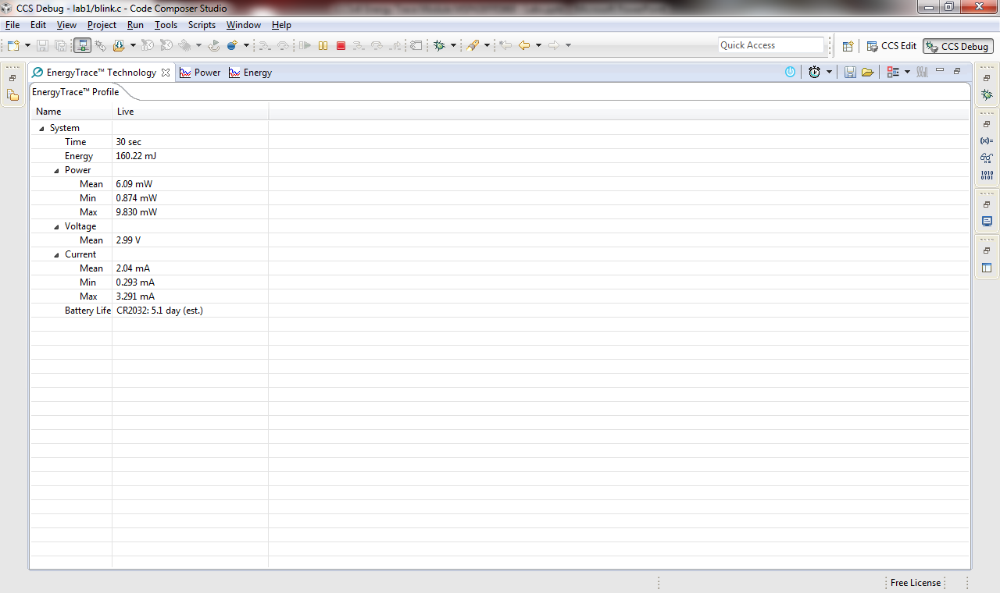 CCS Debug - lab1/blink.c - Code Composer Studio
File Edit View Project Run Tools Scripts Window Help
Quick Access
CCS Edit
CCS Debug
EnergyTrace™ Technology Power Energy
EnergyTrace™ Profile
Name Live
System
Time 30 sec
Energy 160.22 mJ
Power
Mean 6.09 mW
Min 0.874 mW
Max 9.830 mW
Voltage
Mean 2.99 V
Current
Mean 2.04 mA
Min 0.293 mA
Max 3.291 mA
Battery Life CR2032: 5.1 day (est.)
(x)=
1010
0101
Free License